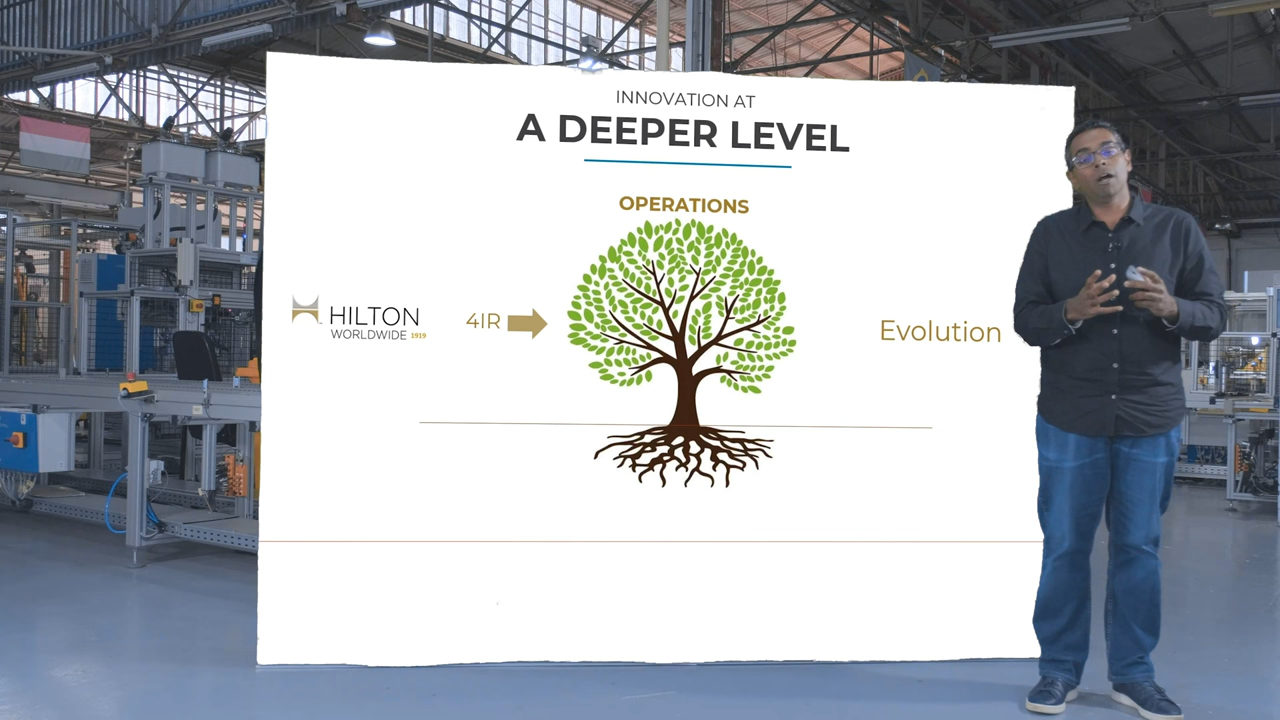 INNOVATION AT
A DEEPER LEVEL
OPERATIONS
HILTON
WORLDWIDE 1919
4IR
Evolution